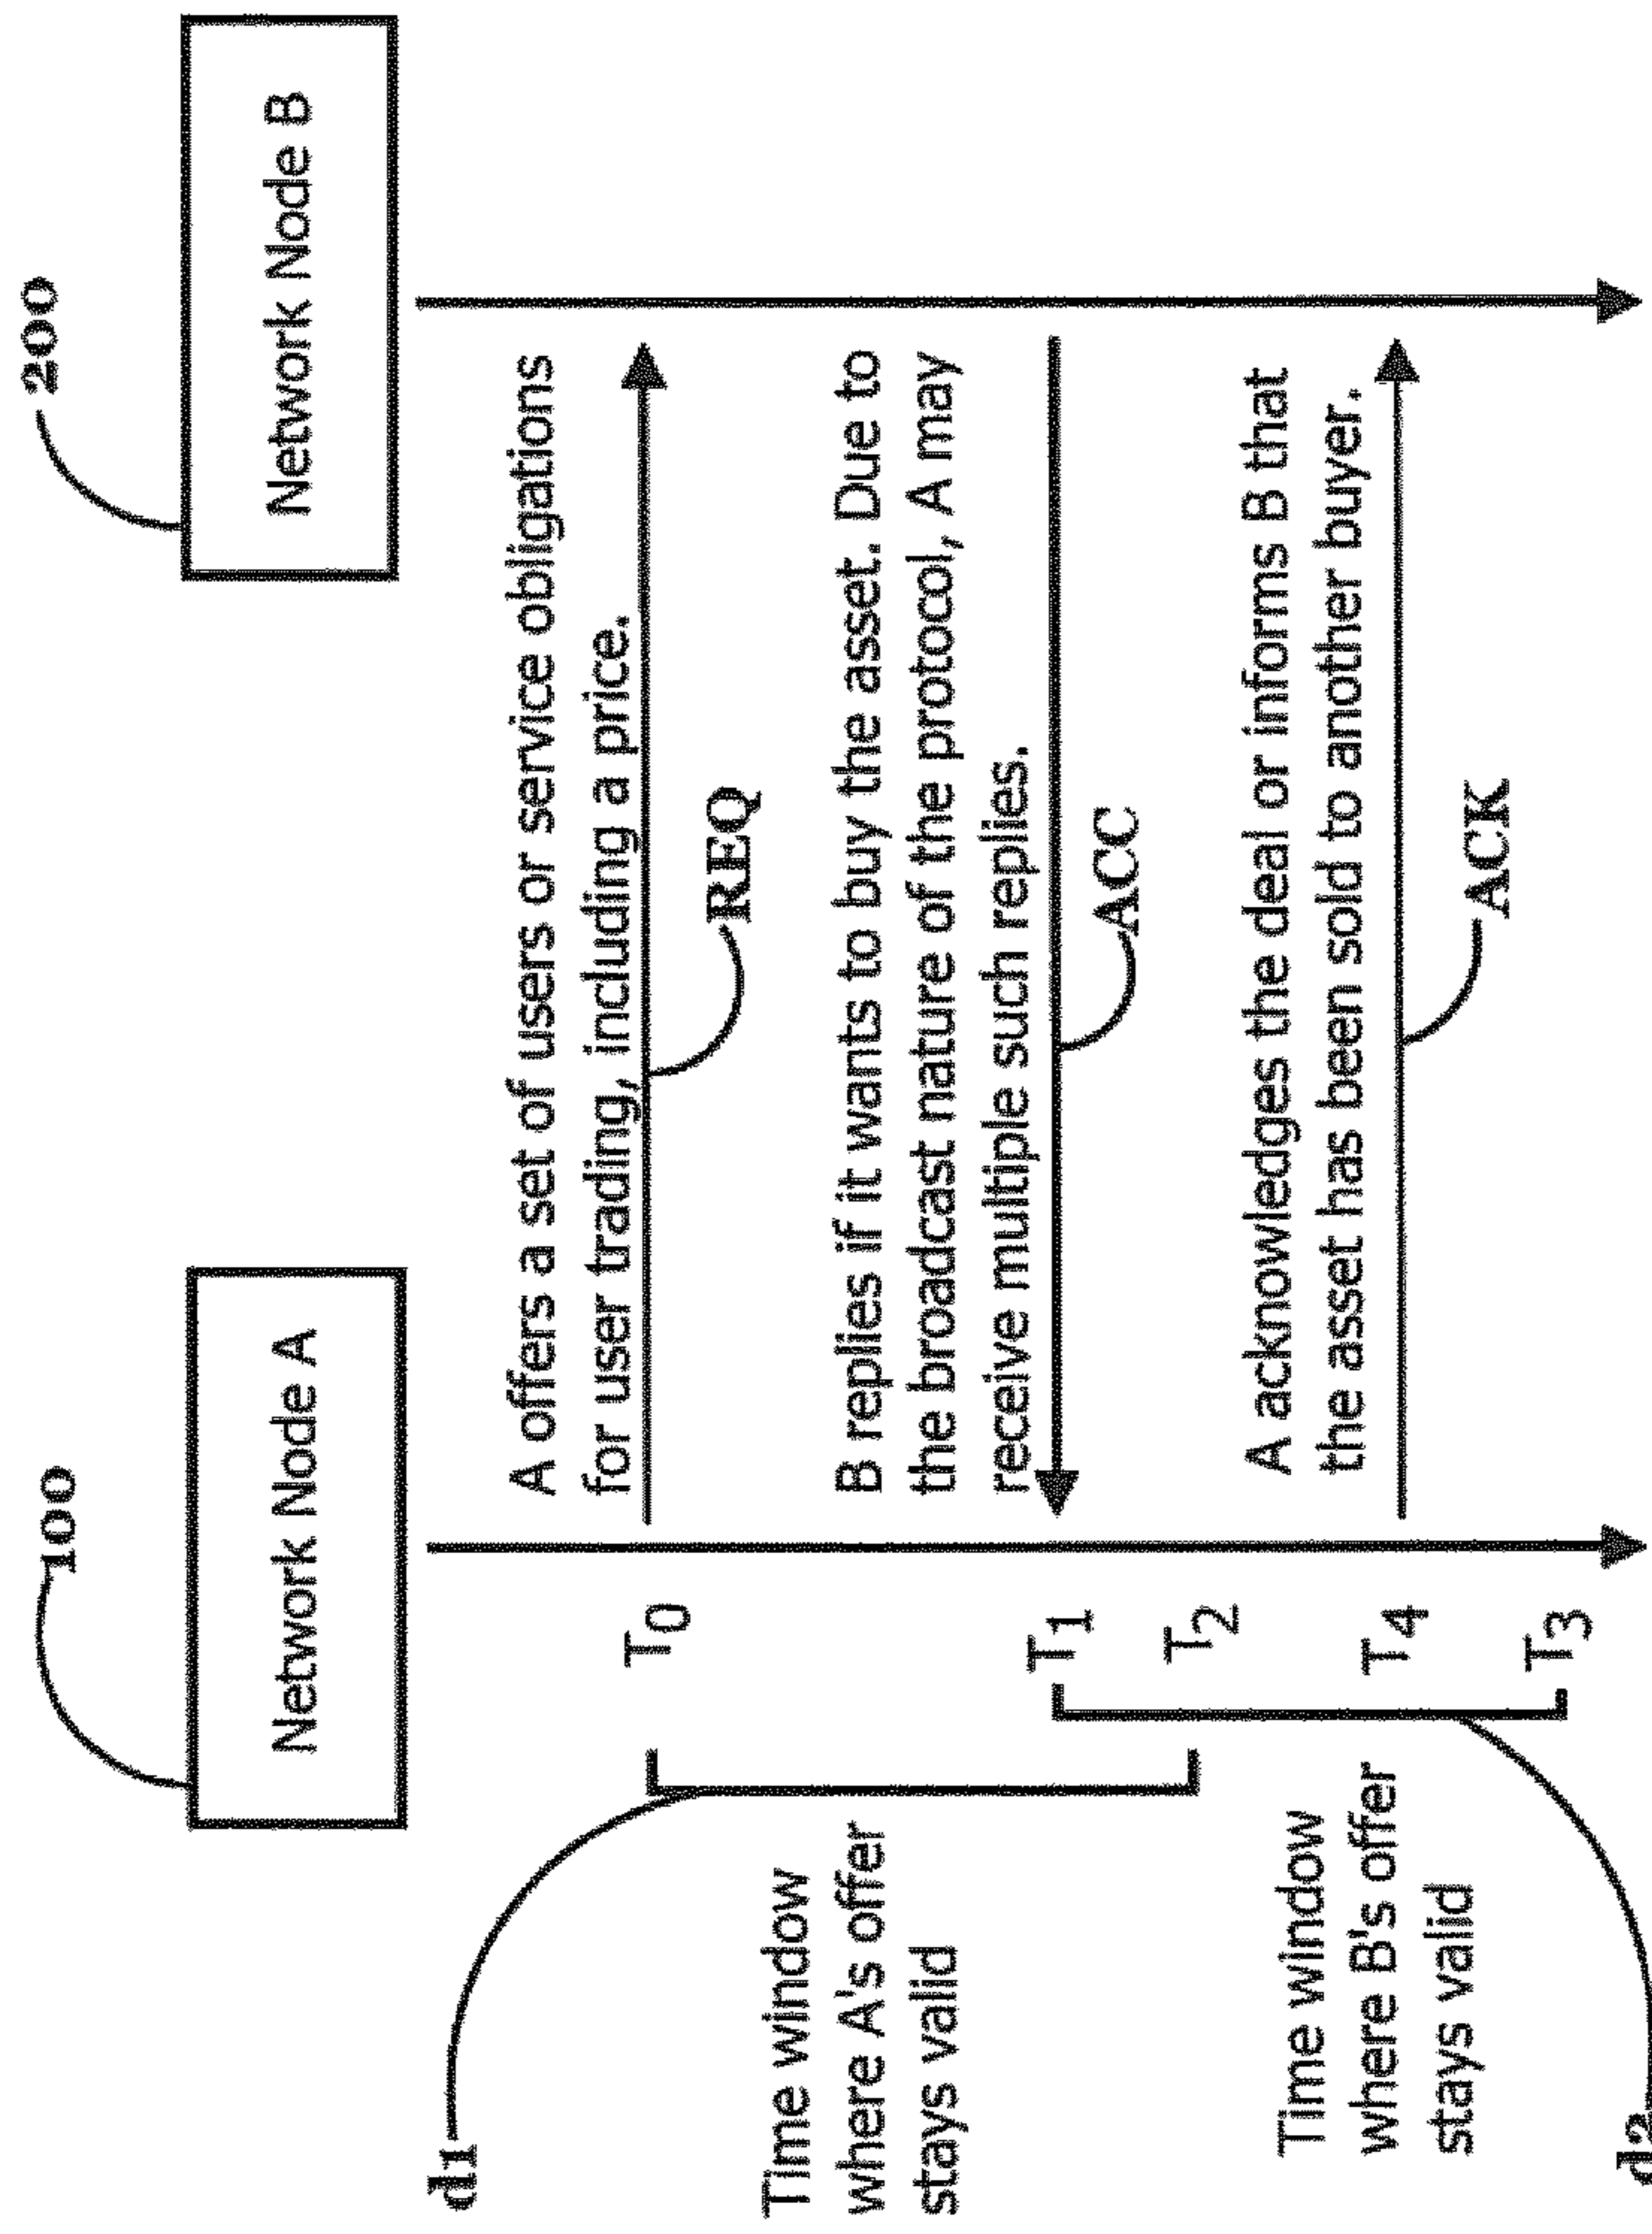 100
200
Network Node A
Network Node B
d1
A offers a set of users or service obligations
for user trading, including a price.
T0
REQ
Time window
where A's offer
stays valid
B replies if it wants to buy the asset. Due to
the broadcast nature of the protocol, A may
receive multiple such replies.
T1
ACC
T2
A acknowledges the deal or informs B that
the asset has been sold to another buyer.
T4
ACK
Time window
where B's offer
stays valid
T3
d2